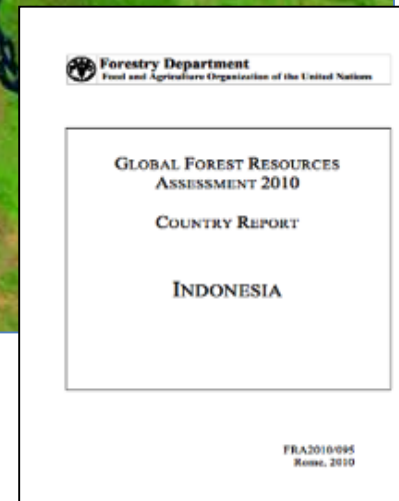 Forestry Department
Food and Agriculture Organization of the United Nations
GLOBAL FOREST RESOURCES
ASSESSMENT 2010
COUNTRY REPORT
INDONESIA
FRA2010/095
Rome, 2010